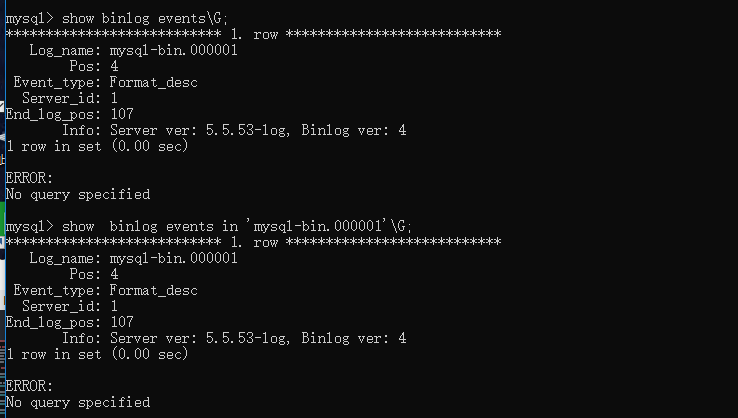 mysql> show binlog events\G;
*************************** 1. row ***************************
Log_name: mysql-bin.000001
Pos: 4
Event_type: Format_desc
Server_id: 1
End_log_pos: 107
Info: Server ver: 5.5.53-log, Binlog ver: 4
1 row in set (0.00 sec)
ERROR:
No query specified
mysql> show  binlog events in 'mysql-bin.000001'\G;
*************************** 1. row ***************************
Log_name: mysql-bin.000001
Pos: 4
Event_type: Format_desc
Server_id: 1
End_log_pos: 107
Info: Server ver: 5.5.53-log, Binlog ver: 4
1 row in set (0.00 sec)
ERROR:
No query specified